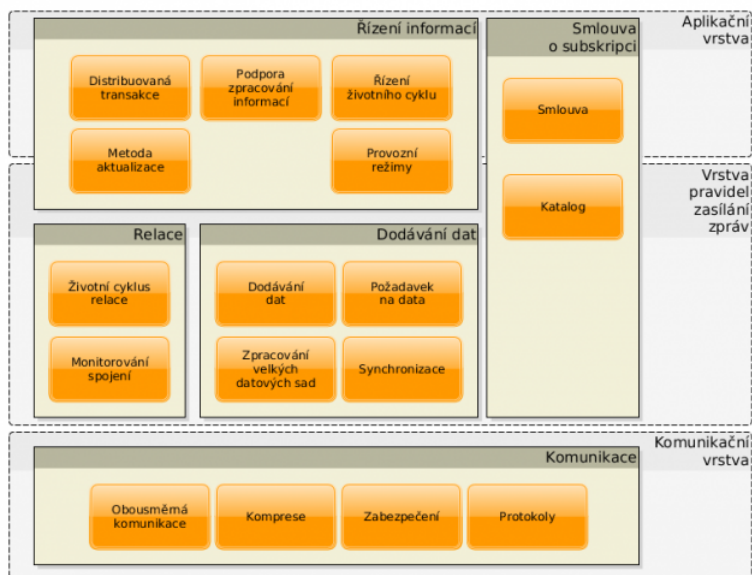 Řízení informací
Smlouva
o subskripci
Aplikační
vrstva
Distribuovaná
transakce
Podpora
zpracování
informací
Řízení
životního cyklu
Smlouva
Metoda
aktualizace
Provozní
režimy
Vrstva
pravidel
zasílání
zpráv
Katalog
Relace
Dodávání dat
Životní cyklus
relace
Dodávání
dat
Požadavek
na data
Monitorování
spojení
Zpracování
velkých
datových sad
Synchronizace
Komunikační
vrstva
Komunikace
Obousměrná
komunikace
Komprese
Zabezpečení
Protokoly